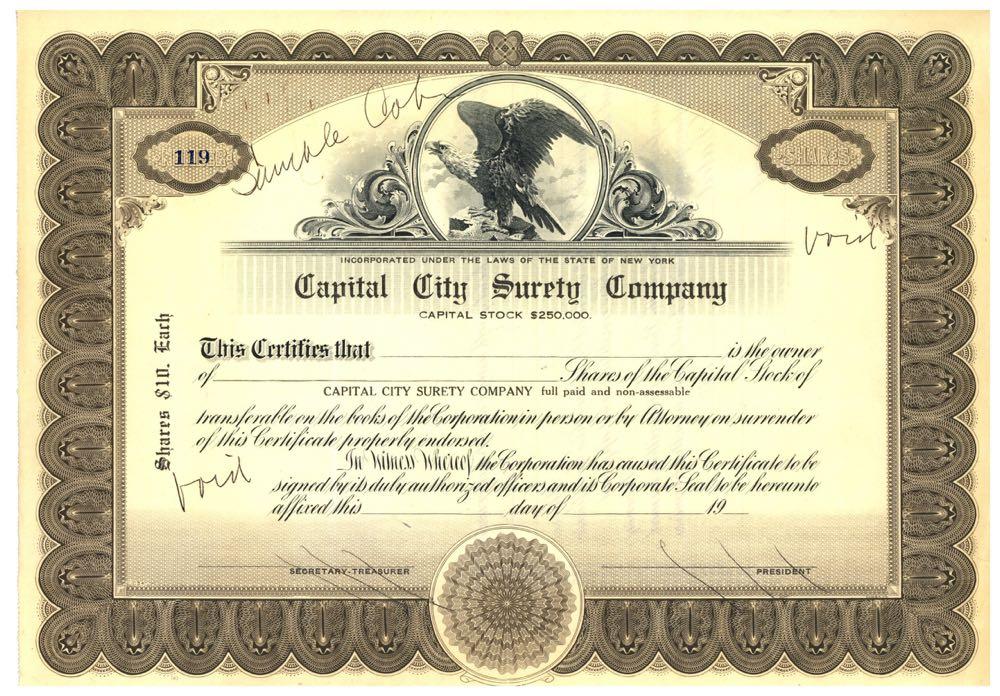 119
Sample
SHARES
void
INCORPORATED UNDER THE LAWS OF THE STATE OF NEW YORK
Capital City Surety Company
CAPITAL STOCK $250,000.
Shares $10. Each
This Certifies that is the owner
of Shares of the Capital Stock of
CAPITAL CITY SURETY COMPANY full paid and non-assessable
transferable on the books of the Corporation in person or by Attorney on surrender
of this Certificate properly endorsed.
void
In Witness Whereof, the Corporation has caused this Certificate to be
signed by its duly authorized officers and its Corporate Seal to be hereunto
affixed this day of 19
SECRETARY-TREASURER
PRESIDENT